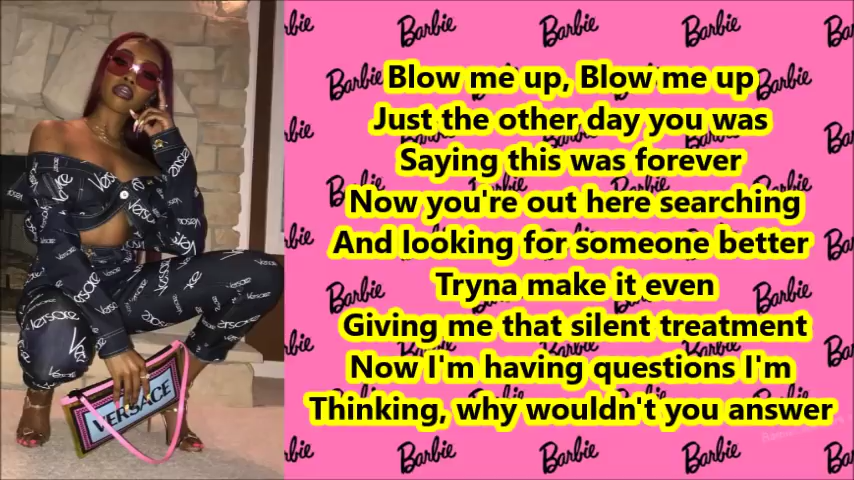 Blow me up, Blow me up
Just the other day you was
Saying this was forever
Now you're out here searching
And looking for someone better
Tryna make it even
Giving me that silent treatment
Now I'm having questions I'm
Thinking, why wouldn't you answer
Barbie
VERSACE